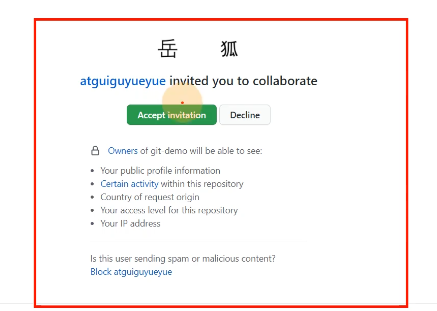 岳 狐
atguiguyueyue invited you to collaborate
Accept invitation Decline
Owners of git-demo will be able to see:
• Your public profile information
• Certain activity within this repository
• Country of request origin
• Your access level for this repository
• Your IP address
Is this user sending spam or malicious content?
Block atguiguyueyue